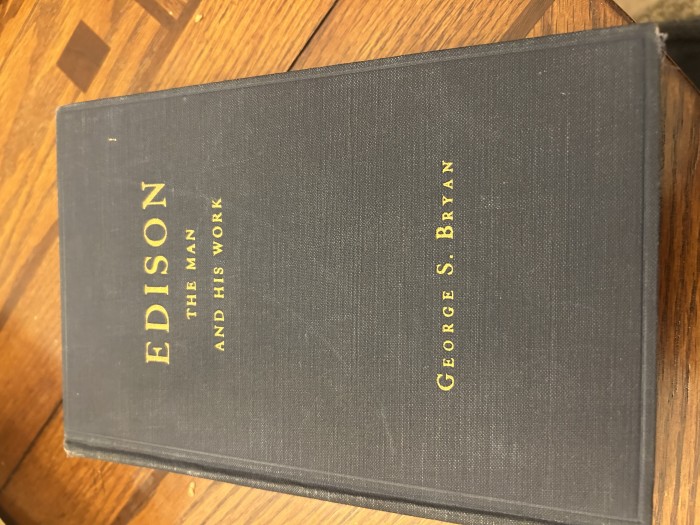 EDISON
THE MAN
AND HIS WORK
GEORGE S. BRYAN